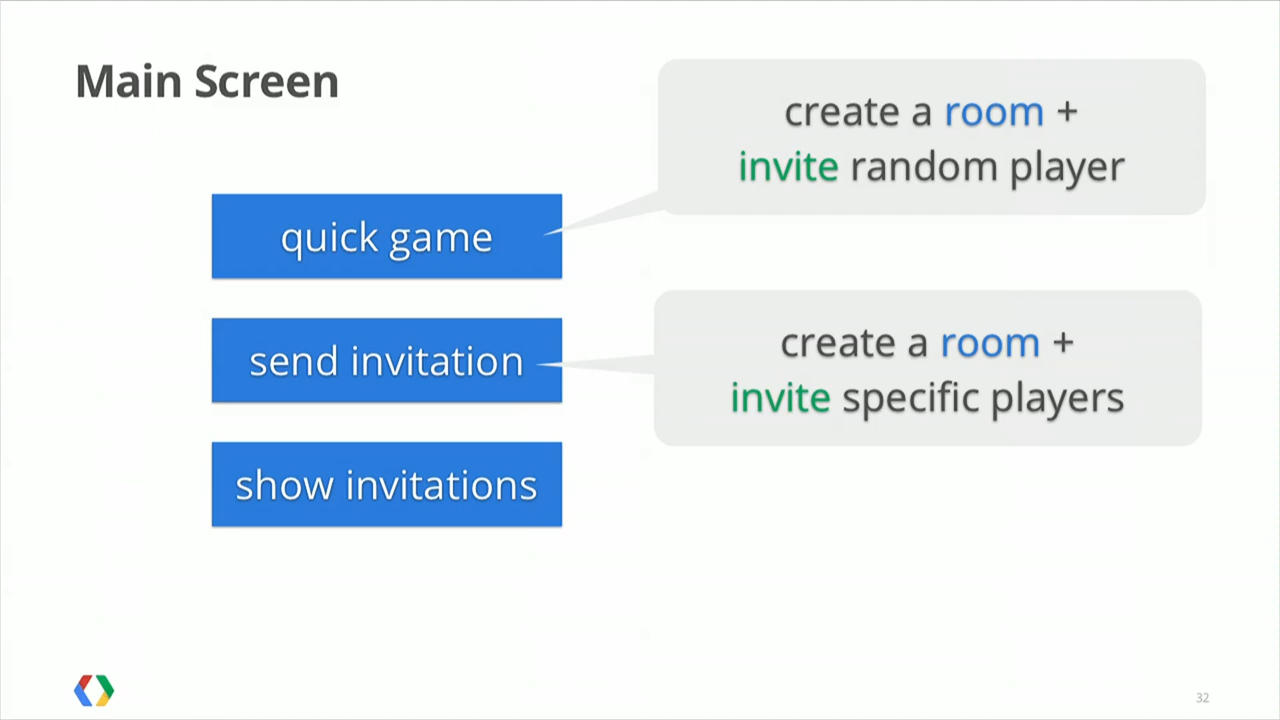 Main Screen
create a room +
invite random player
quick game
send invitation
create a room +
invite specific players
show invitations
32